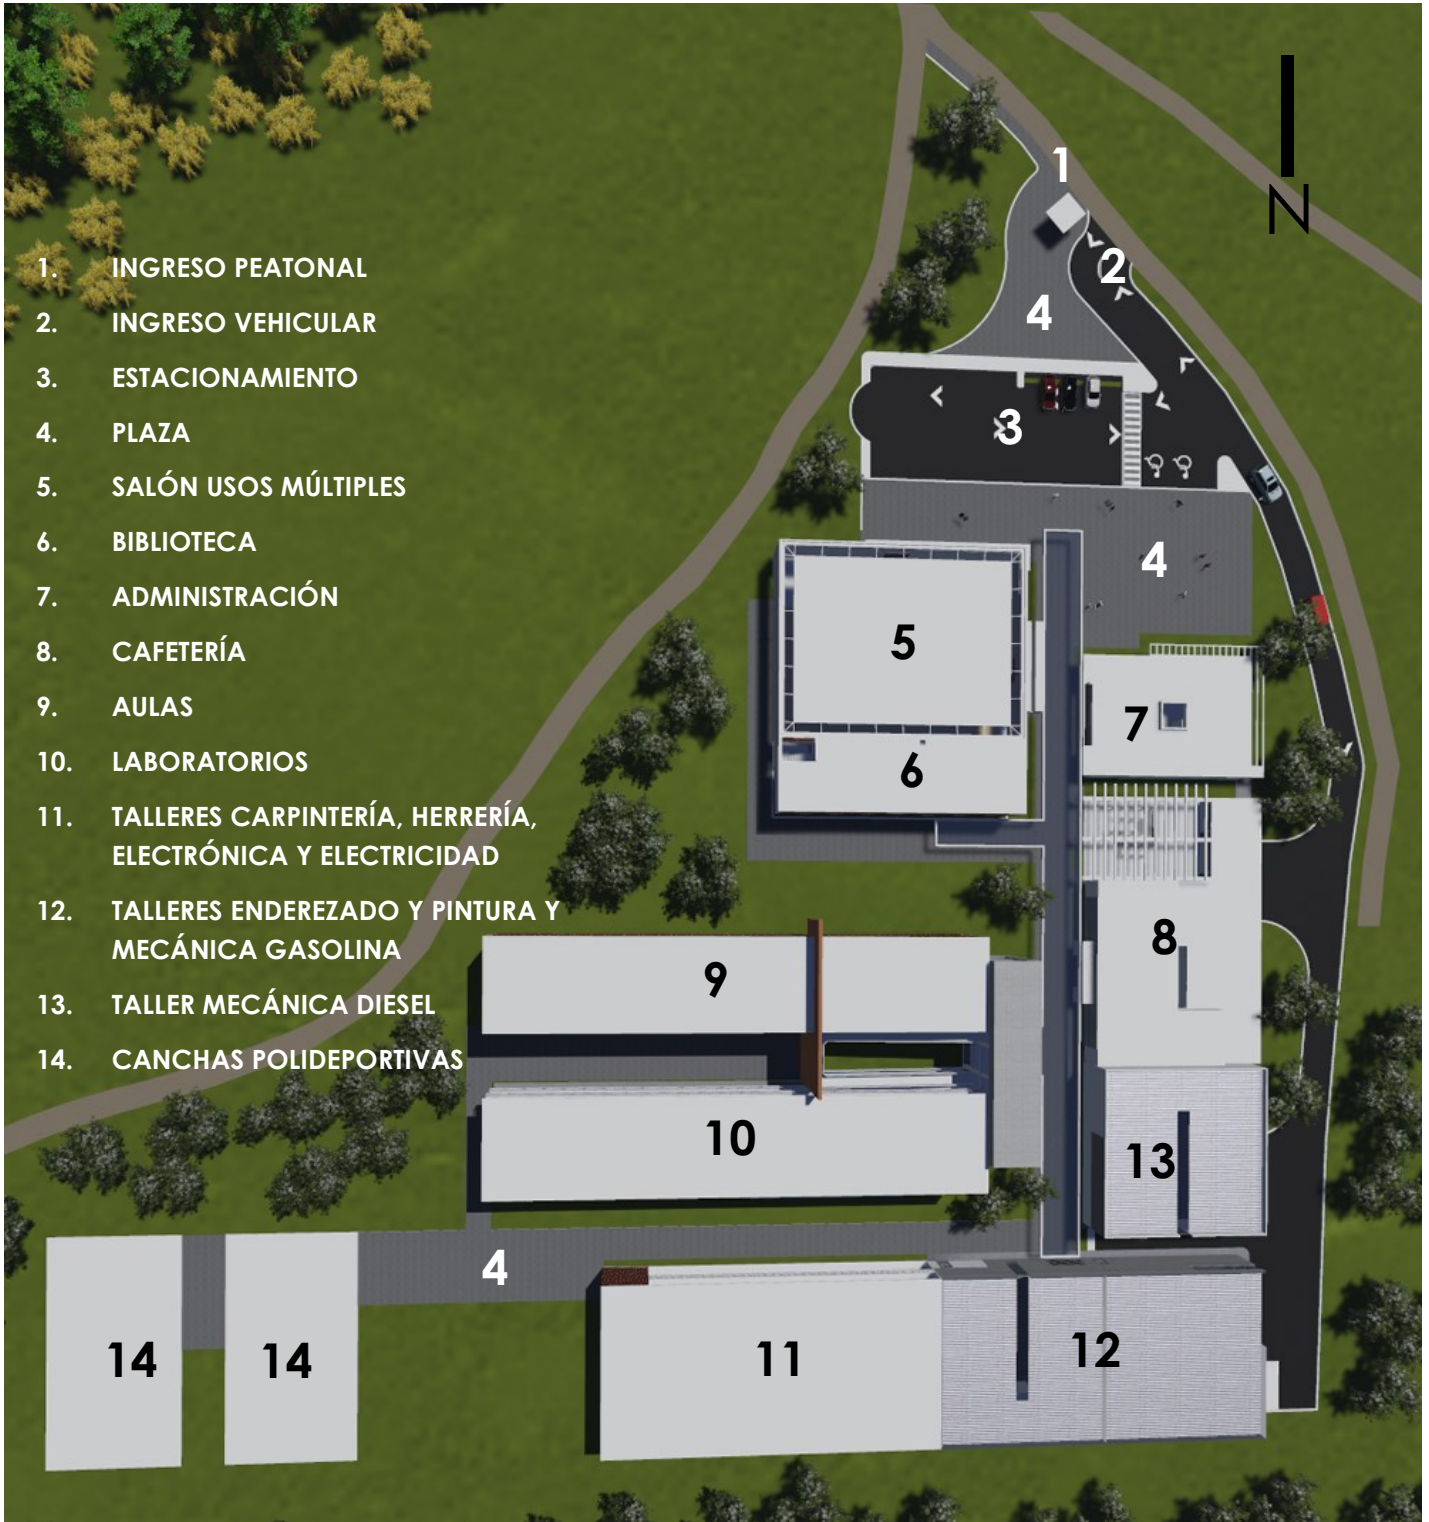 N
1. INGRESO PEATONAL
2. INGRESO VEHICULAR
3. ESTACIONAMIENTO
4. PLAZA
5. SALÓN USOS MÚLTIPLES
6. BIBLIOTECA
7. ADMINISTRACIÓN
8. CAFETERÍA
9. AULAS
10. LABORATORIOS
11. TALLERES CARPINTERÍA, HERRERÍA,
ELECTRÓNICA Y ELECTRICIDAD
12. TALLERES ENDEREZADO Y PINTURA Y
MECÁNICA GASOLINA
13. TALLER MECÁNICA DIESEL
14. CANCHAS POLIDEPORTIVAS
1
2
4
3
4
5
7
6
8
9
10
13
4
14
14
11
12